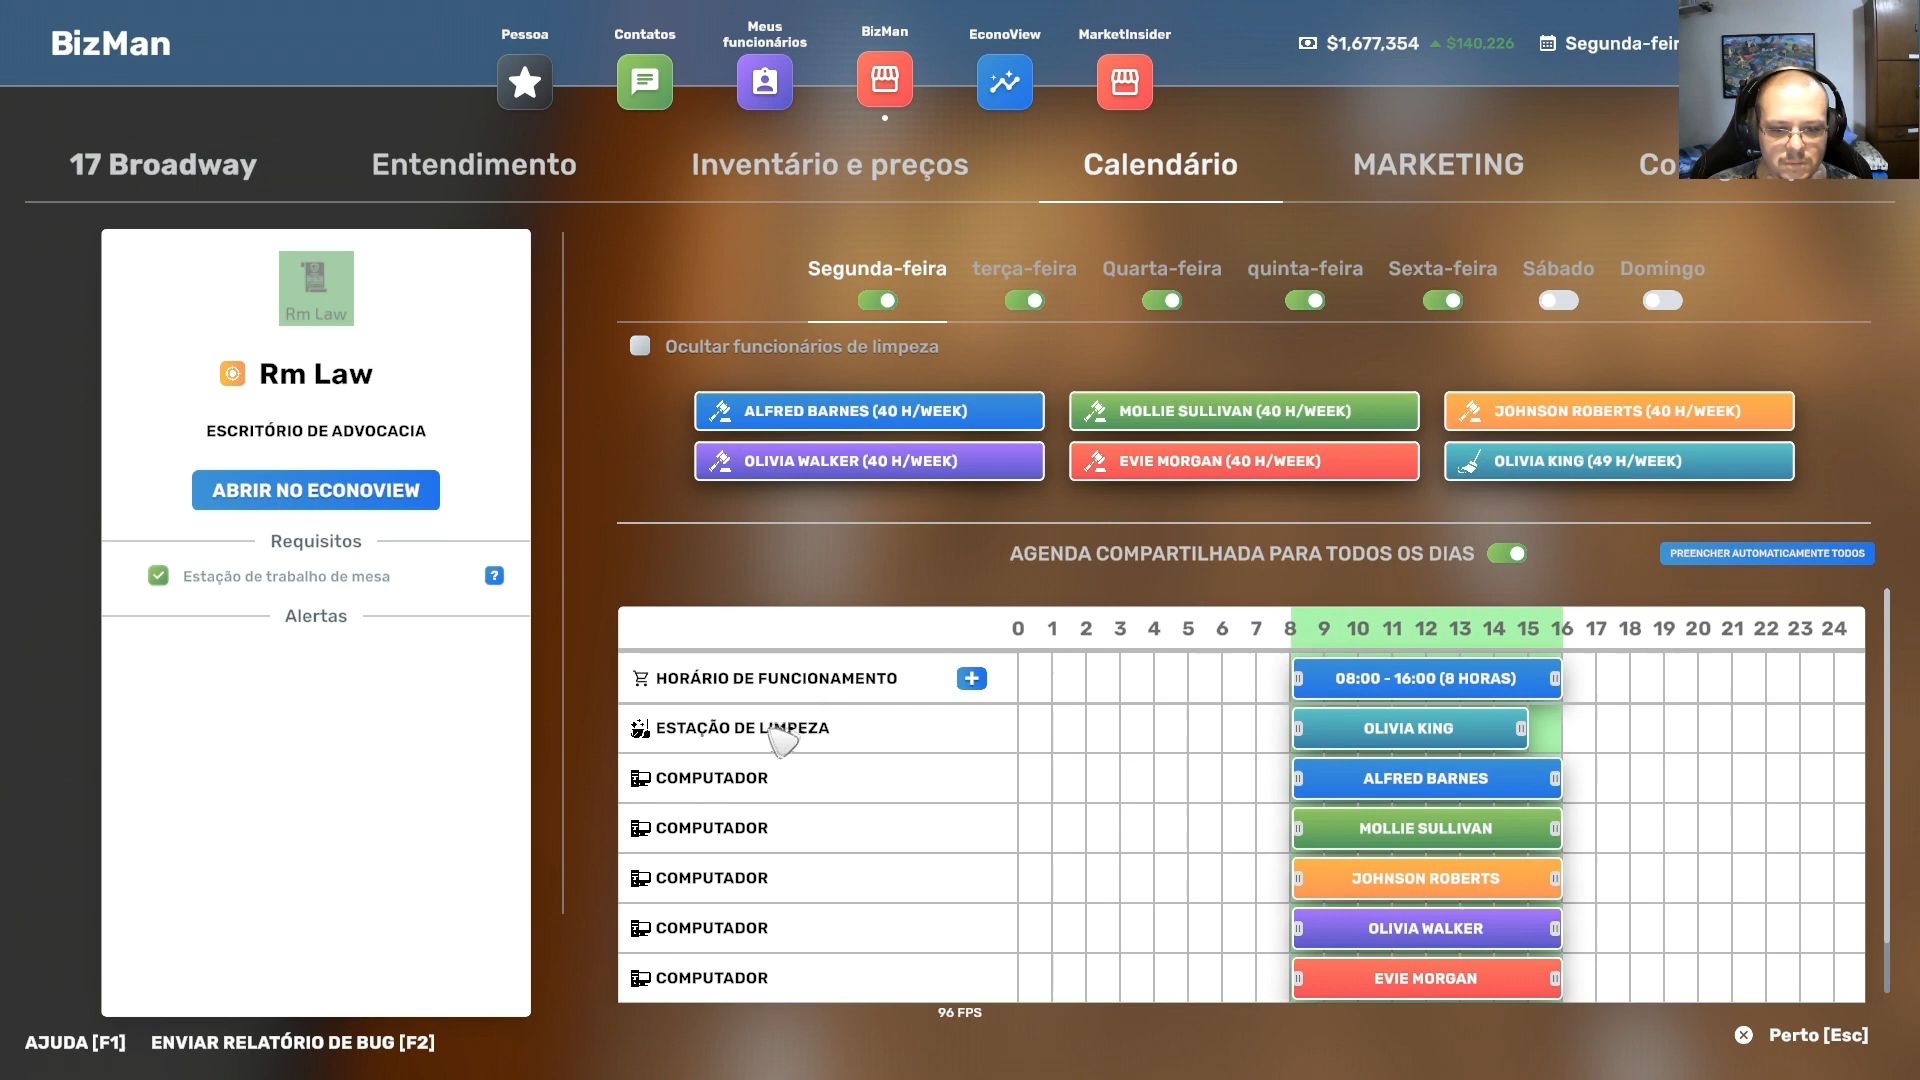 BizMan
Pessoa
Contatos
Meus
funcionários
BizMan
EconoView
MarketInsider
$1,677,354
$140,226
17 Broadway
Entendimento
Inventário e preços
Calendário
MARKETING
Co
Rm Law
Rm Law
ESCRITÓRIO DE ADVOCACIA
ABRIR NO ECONOVIEW
Requisitos
Estação de trabalho de mesa
?
Alertas
Segunda-feira
terça-feira
Quarta-feira
quinta-feira
Sexta-feira
Sábado
Domingo
Ocultar funcionários de limpeza
ALFRED BARNES (40 H/WEEK)
MOLLIE SULLIVAN (40 H/WEEK)
JOHNSON ROBERTS (40 H/WEEK)
OLIVIA WALKER (40 H/WEEK)
EVIE MORGAN (40 H/WEEK)
OLIVIA KING (49 H/WEEK)
AGENDA COMPARTILHADA PARA TODOS OS DIAS
PREENCHER AUTOMATICAMENTE TODOS
0 1 2 3 4 5 6 7 8 9 10 11 12 13 14 15 16 17 18 19 20 21 22 23 24
HORÁRIO DE FUNCIONAMENTO
08:00 - 16:00 (8 HORAS)
ESTAÇÃO DE LIMPEZA
OLIVIA KING
COMPUTADOR
ALFRED BARNES
COMPUTADOR
MOLLIE SULLIVAN
COMPUTADOR
JOHNSON ROBERTS
COMPUTADOR
OLIVIA WALKER
COMPUTADOR
EVIE MORGAN
96 FPS
AJUDA [F1]
ENVIAR RELATÓRIO DE BUG [F2]
Perto [Esc]